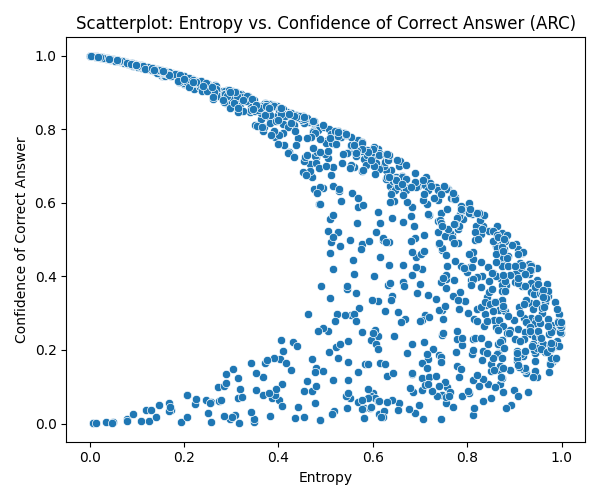 Scatterplot: Entropy vs. Confidence of Correct Answer (ARC)
Confidence of Correct Answer
1.0
0.8
0.6
0.4
0.2
0.0
0.0 0.2 0.4 0.6 0.8 1.0
Entropy